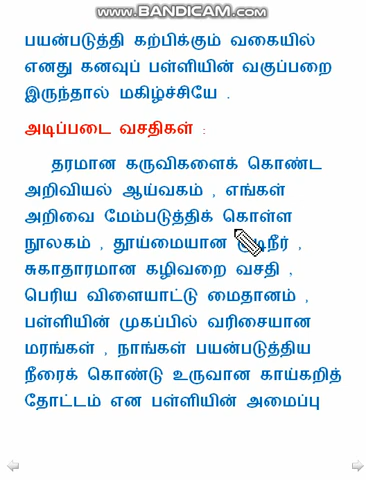 www.BANDICAM.com
பயன்படுத்தி கற்பிக்கும் வகையில்
எனது கனவுப் பள்ளியின் வகுப்பறை
இருந்தால் மகிழ்ச்சியே .
அடிப்படை வசதிகள் :
தரமான கருவிகளைக் கொண்ட
அறிவியல் ஆய்வகம் , எங்கள்
அறிவை மேம்படுத்திக் கொள்ள
நூலகம் , தூய்மையான குடிநீர் ,
சுகாதாரமான கழிவறை வசதி ,
பெரிய விளையாட்டு மைதானம் ,
பள்ளியின் முகப்பில் வரிசையான
மரங்கள் , நாங்கள் பயன்படுத்திய
நீரைக் கொண்டு உருவான காய்கறித்
தோட்டம் என பள்ளியின் அமைப்பு